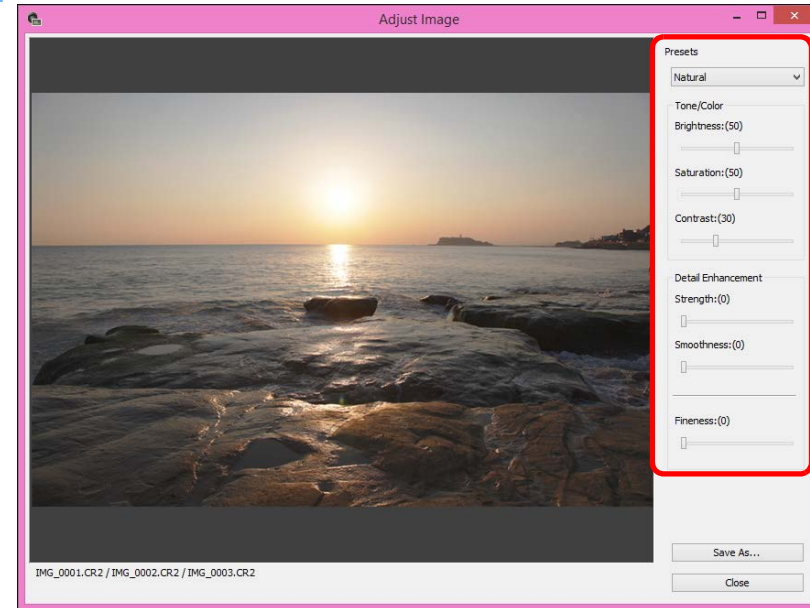 Adjust Image
Presets
Natural
Tone/Color
Brightness:(50)
Saturation:(50)
Contrast:(30)
Detail Enhancement
Strength:(0)
Smoothness:(0)
Fineness:(0)
Save As...
Close
IMG_0001.CR2 / IMG_0002.CR2 / IMG_0003.CR2